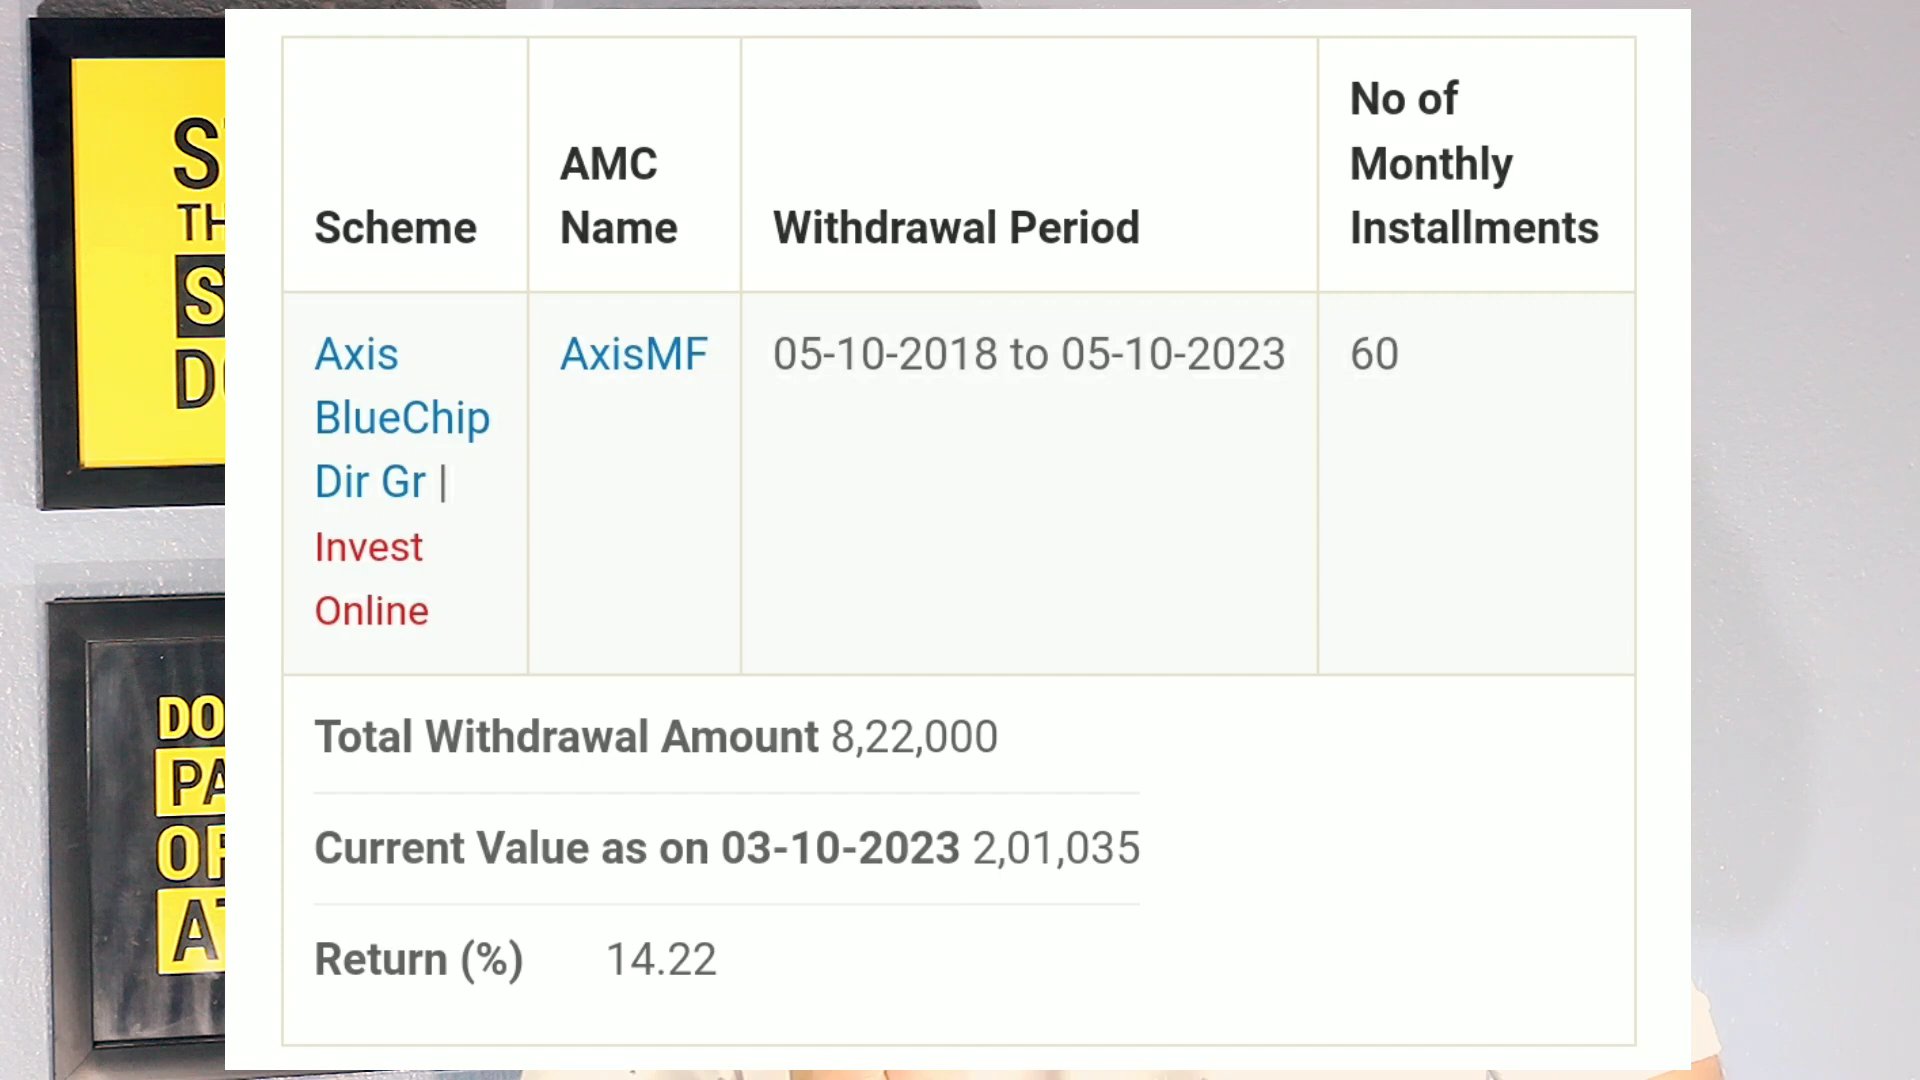 Scheme
AMC
Name
Withdrawal Period
No of
Monthly
Installments
Axis
BlueChip
Dir Gr |
Invest
Online
AxisMF
05-10-2018 to 05-10-2023
60
Total Withdrawal Amount 8,22,000
Current Value as on 03-10-2023 2,01,035
Return (%) 14.22